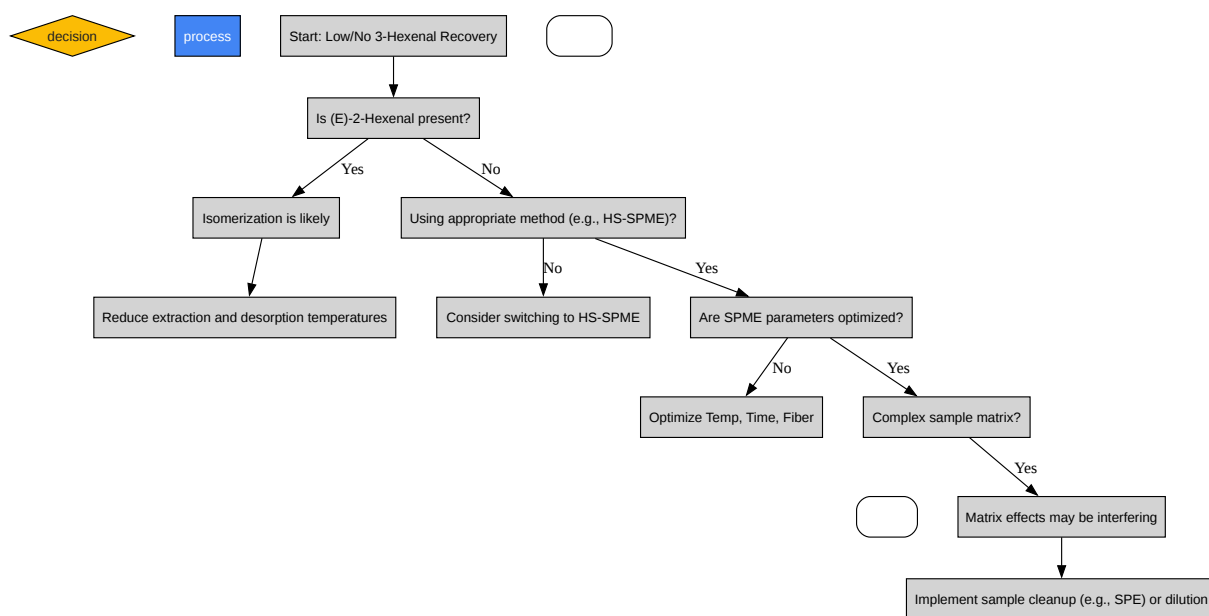 decision
process
Start: Low/No 3-Hexenal Recovery
Is (E)-2-Hexenal present?
Yes
No
Isomerization is likely
Using appropriate method (e.g., HS-SPME)?
No
Yes
Reduce extraction and desorption temperatures
Consider switching to HS-SPME
Are SPME parameters optimized?
No
Yes
Optimize Temp, Time, Fiber
Complex sample matrix?
Yes
Matrix effects may be interfering
Implement sample cleanup (e.g., SPE) or dilution